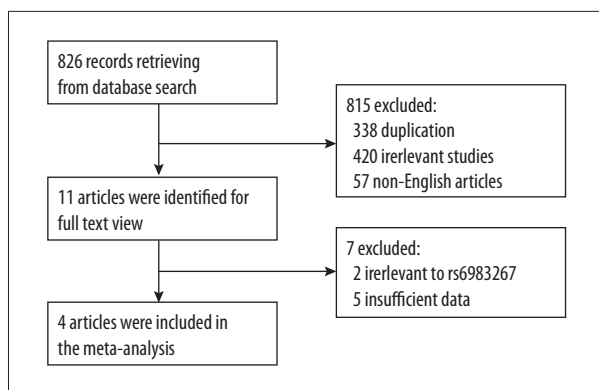 826 records retrieving
from database search
815 excluded:
338 duplication
420 irerlevant studies
57 non-English articles
11 articles were identified for
full text view
7 excluded:
2 irerlevant to rs6983267
5 insufficient data
4 articles were included in
the meta-analysis